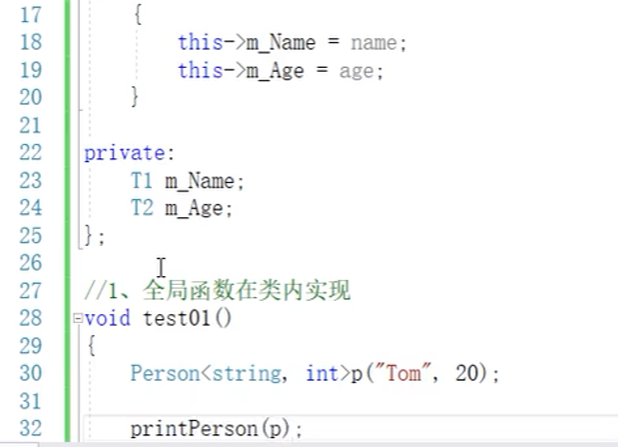 17 {
18 this->m_Name = name;
19 this->m_Age = age;
20 }
21
22 private:
23 T1 m_Name;
24 T2 m_Age;
25 };
26
27 //1、全局函数在类内实现
28 void test01()
29 {
30 Person<string, int>p("Tom", 20);
31
32 printPerson(p);